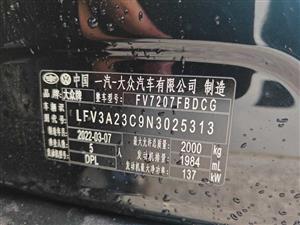 中国 一汽-大众汽车有限公司 制造
品牌 大众牌 整车型号 FV7207FBDCG
LFV3A23C9N3025313
2022-03-07 最大允许总质量 2000 kg
5 人 发动机排量 1984 mL
DPL 发动机最大净功率 137 kW